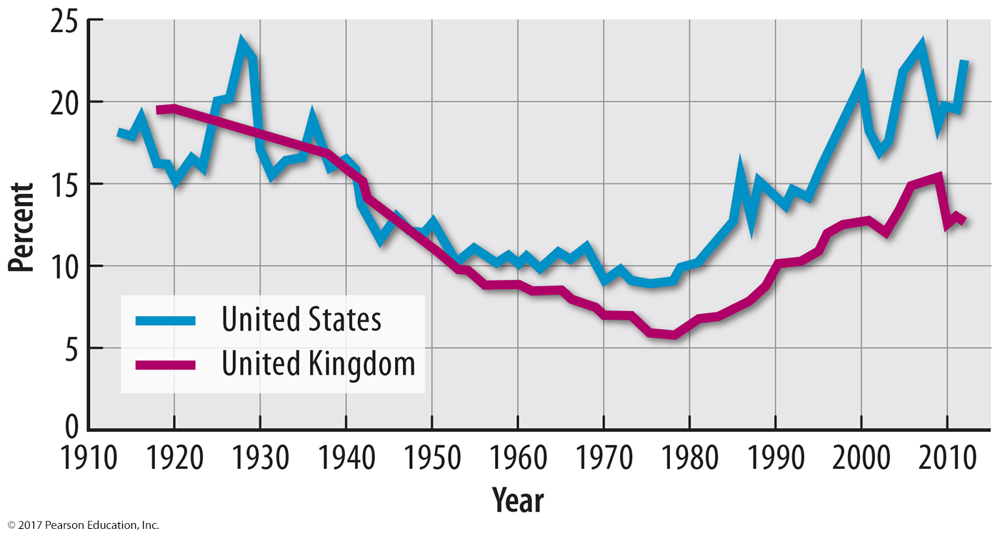 25
20
15
10
5
0
Percent
United States
United Kingdom
1910 1920 1930 1940 1950 1960 1970 1980 1990 2000 2010
Year
© 2017 Pearson Education, Inc.